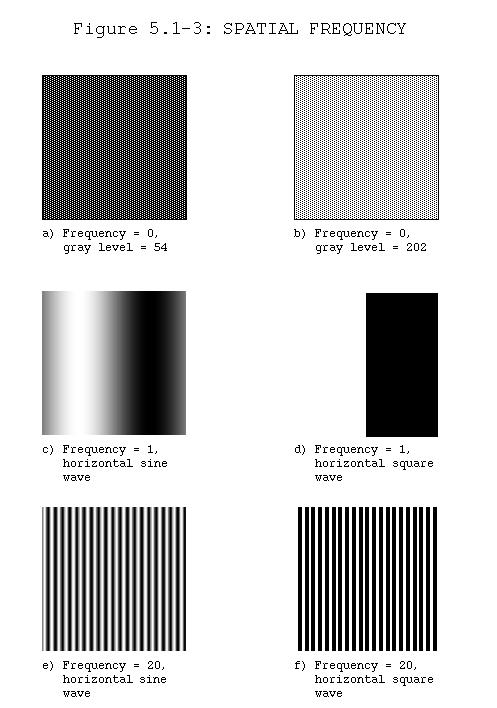 Figure 5.1-3: SPATIAL FREQUENCY
a) Frequency = 0,
gray level = 54
b) Frequency = 0,
gray level = 202
c) Frequency = 1,
horizontal sine
wave
d) Frequency = 1,
horizontal square
wave
e) Frequency = 20,
horizontal sine
wave
f) Frequency = 20,
horizontal square
wave